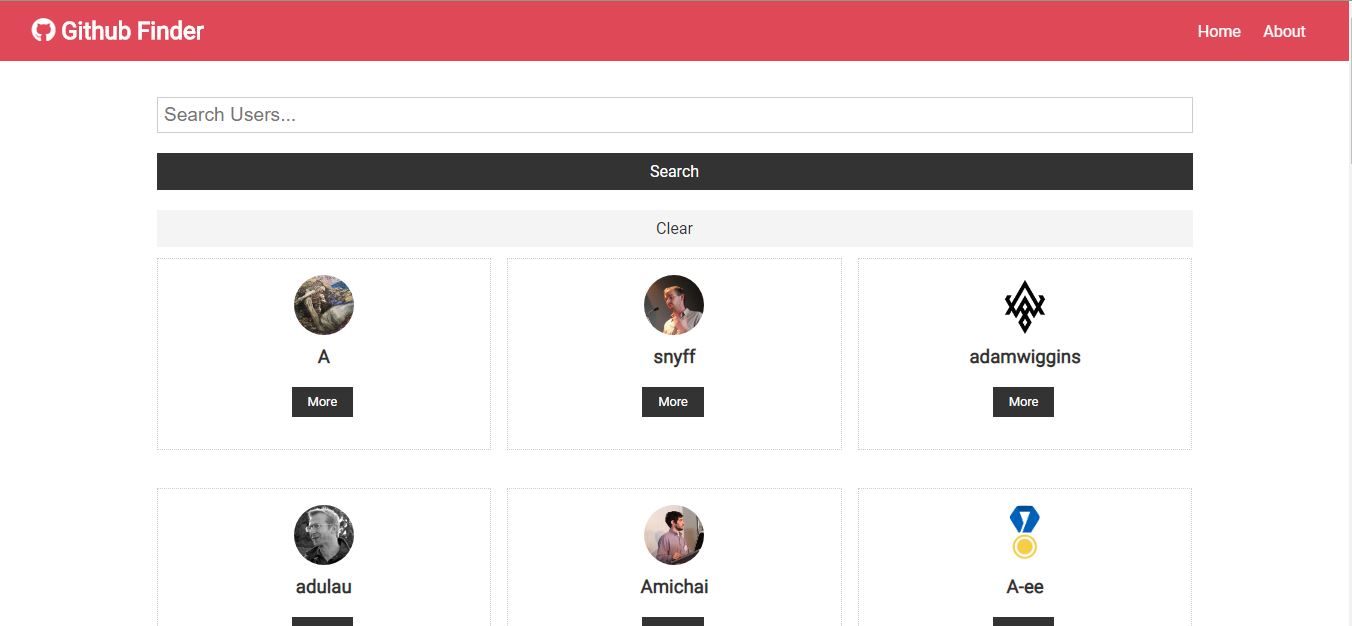 Github Finder Home About
Search Users...
Search
Clear
A snyff adamwiggins
More More More
adulau Amichai A-ee